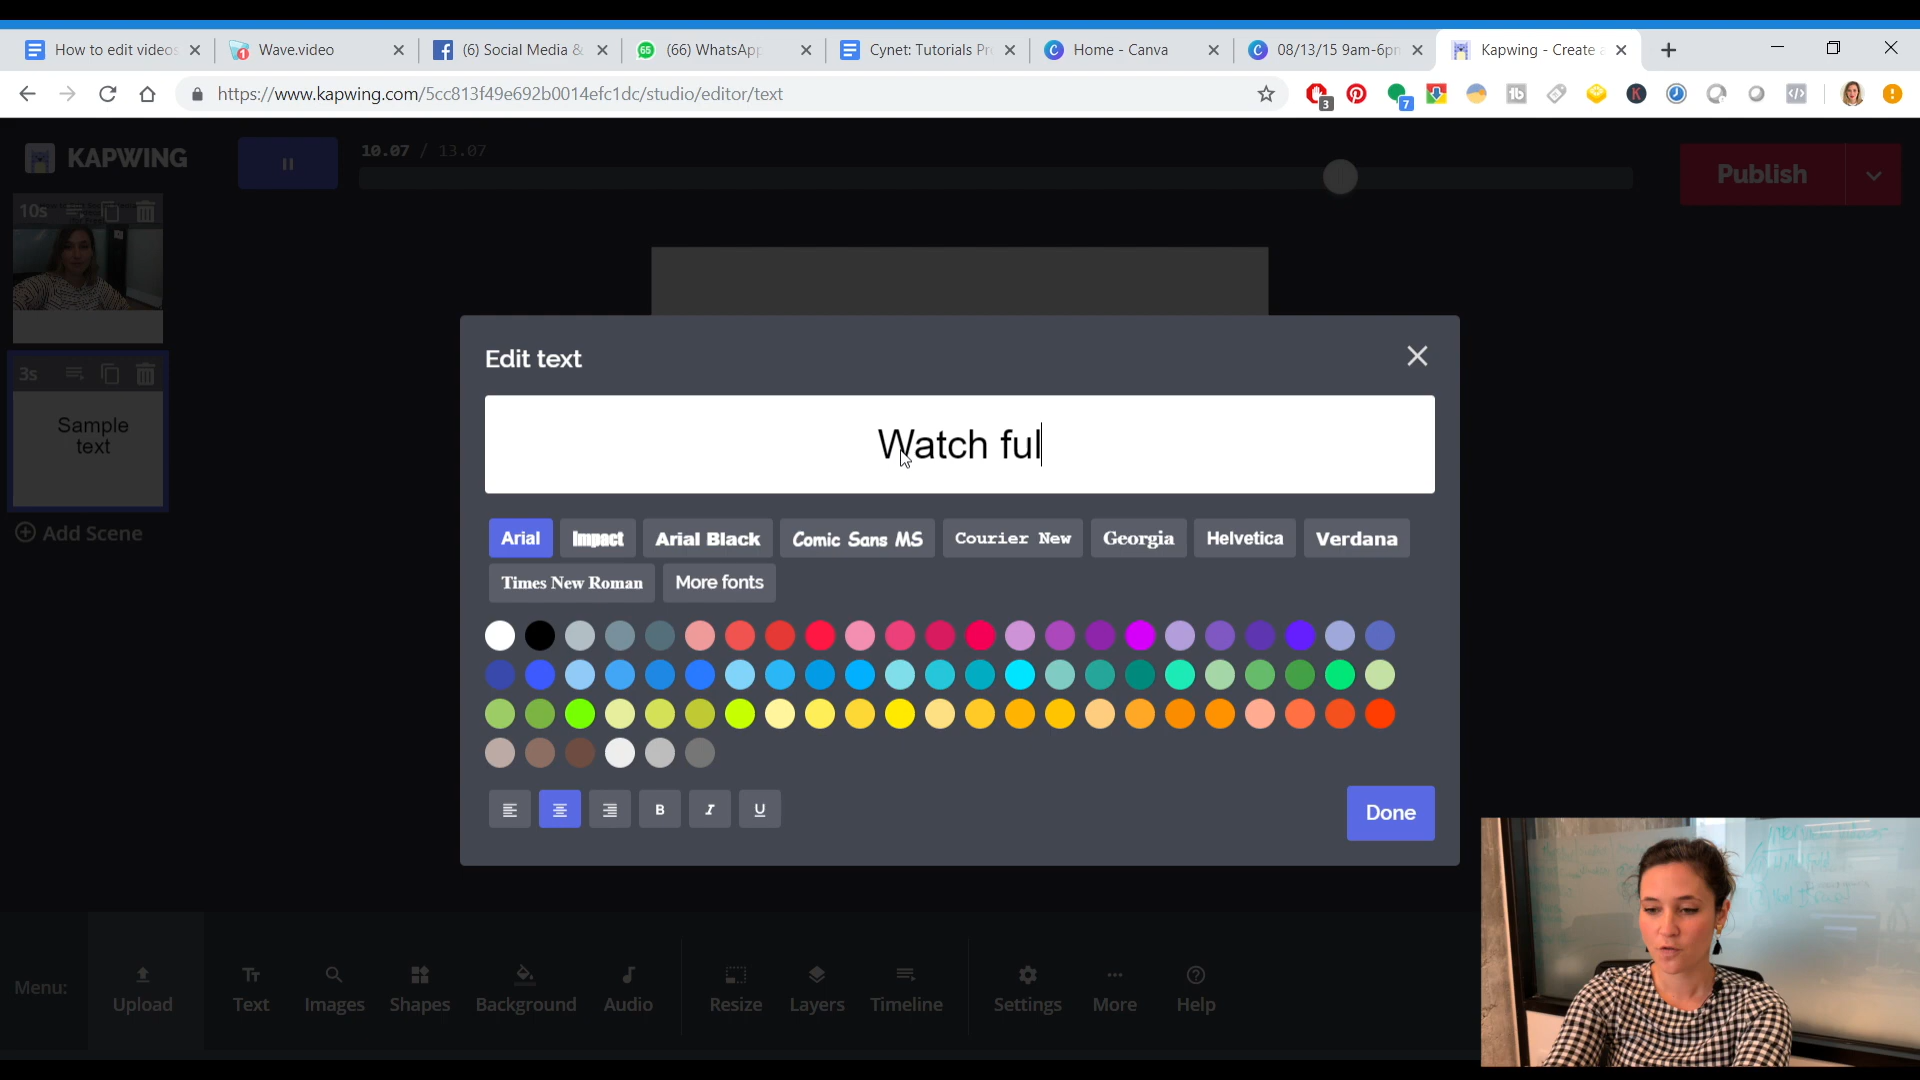 How to edit videos
Wave.video
(6) Social Media &
(66) WhatsApp
Cynet: Tutorials Pr
Home - Canva
08/13/15 9am-6pm
Kapwing - Create a
https://www.kapwing.com/5cc813f49e692b0014efc1dc/studio/editor/text
3
7
KAPWING
10.07 / 13.07
Publish
10s
3s
Sample
text
Add Scene
Edit text
Watch ful
Arial
Impact
Arial Black
Comic Sans MS
Courier New
Georgia
Helvetica
Verdana
Times New Roman
More fonts
B
I
U
Done
Menu:
Upload
Text
Images
Shapes
Background
Audio
Resize
Layers
Timeline
Settings
More
Help